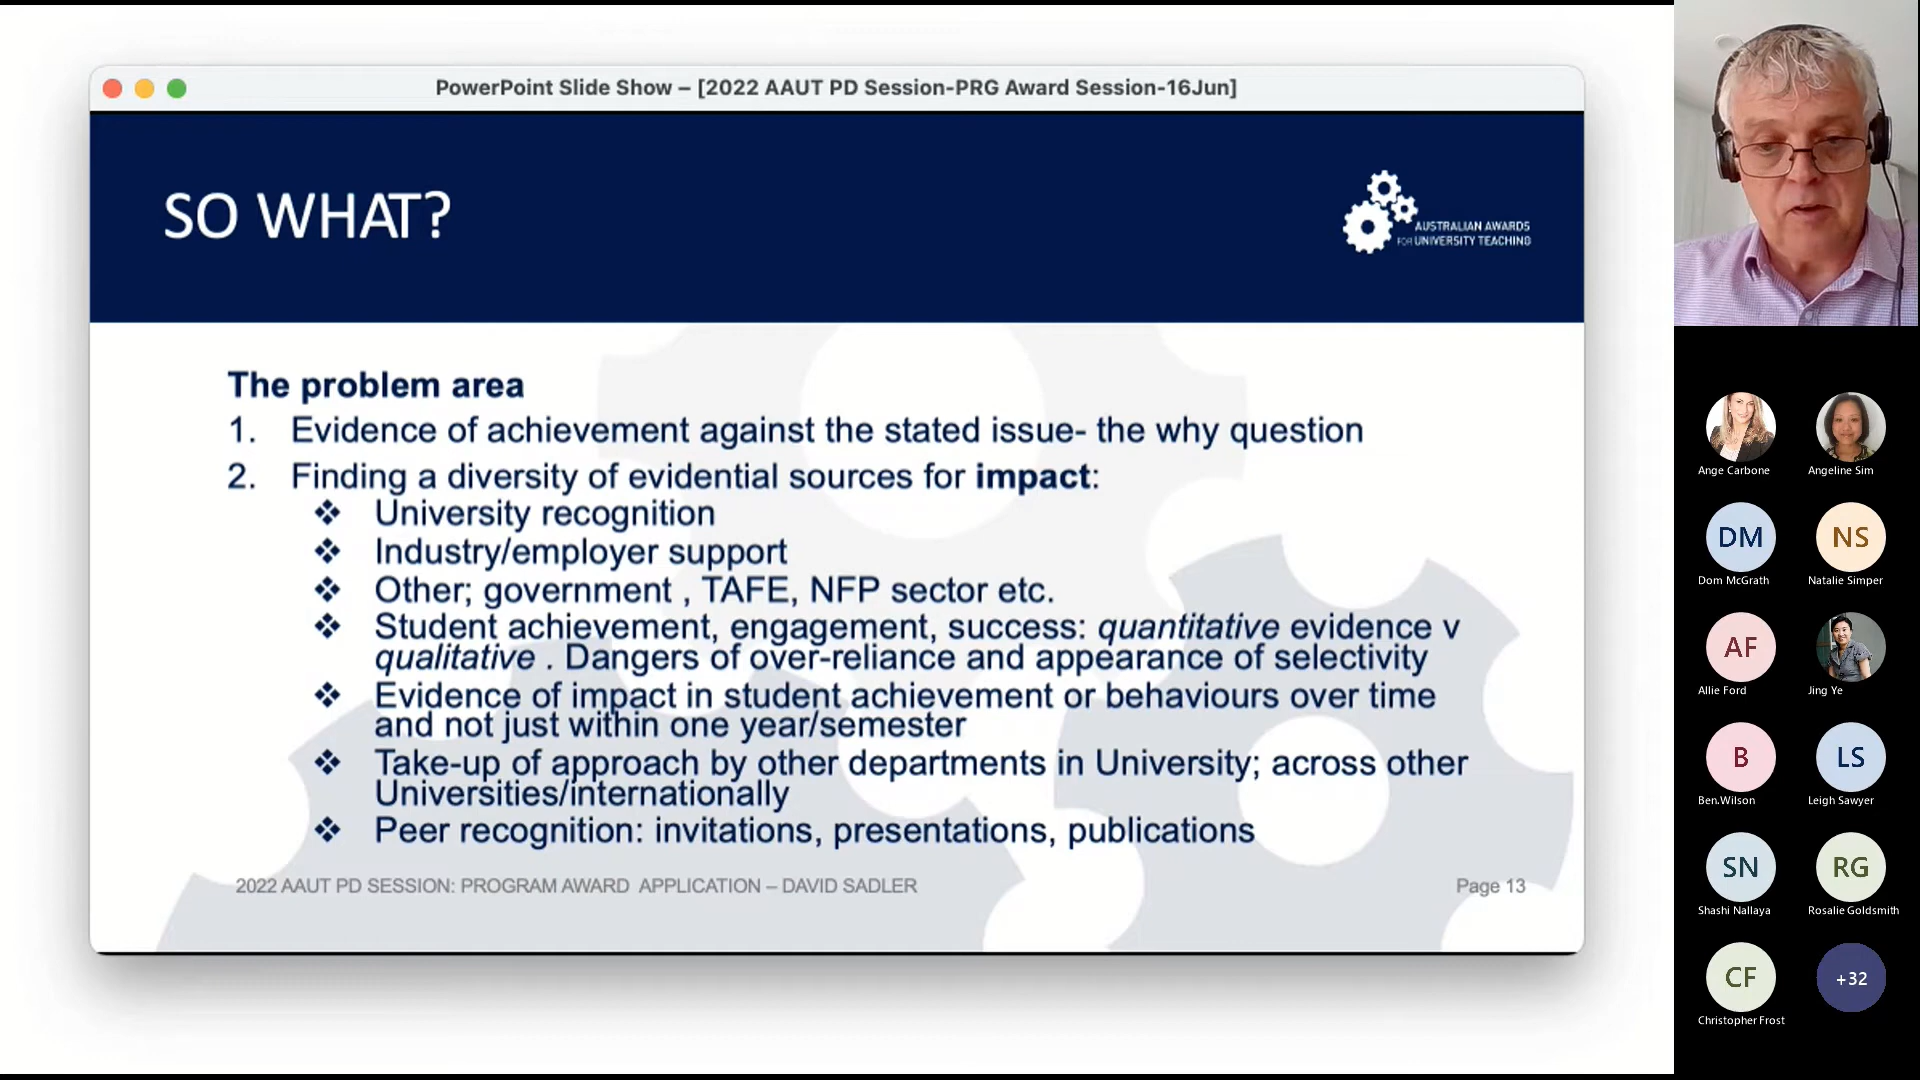 PowerPoint Slide Show – [2022 AAUT PD Session-PRG Award Session-16Jun]
SO WHAT?
AUSTRALIAN AWARDS
FOR UNIVERSITY TEACHING
The problem area
1. Evidence of achievement against the stated issue- the why question
2. Finding a diversity of evidential sources for impact:
❖ University recognition
❖ Industry/employer support
❖ Other; government , TAFE, NFP sector etc.
❖ Student achievement, engagement, success: quantitative evidence v
qualitative . Dangers of over-reliance and appearance of selectivity
❖ Evidence of impact in student achievement or behaviours over time
and not just within one year/semester
❖ Take-up of approach by other departments in University; across other
Universities/internationally
❖ Peer recognition: invitations, presentations, publications
2022 AAUT PD SESSION: PROGRAM AWARD APPLICATION – DAVID SADLER
Page 13
Ange Carbone
Angeline Sim
DM
NS
Dom McGrath
Natalie Simper
AF
Allie Ford
Jing Ye
B
LS
Ben.Wilson
Leigh Sawyer
SN
RG
Shashi Nallaya
Rosalie Goldsmith
CF
+32
Christopher Frost